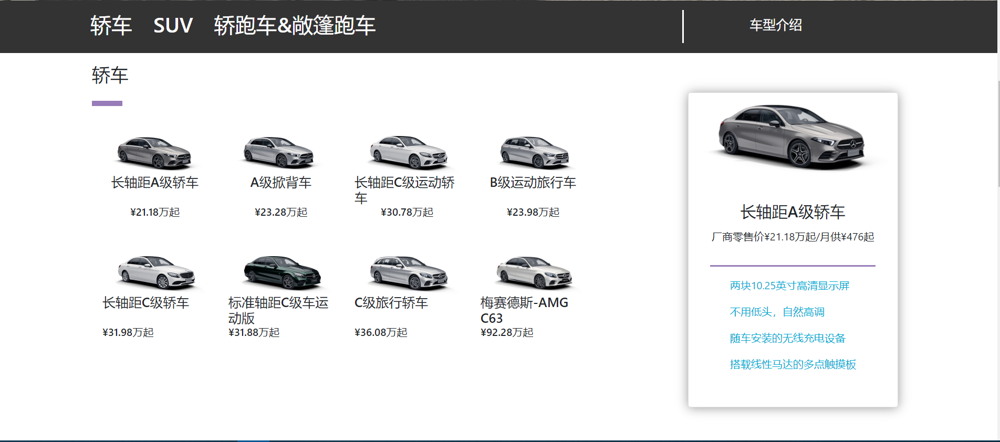 轿车 SUV 轿跑车&敞篷跑车
车型介绍
轿车
长轴距A级轿车
¥21.18万起
A级掀背车
¥23.28万起
长轴距C级运动轿
车
¥30.78万起
B级运动旅行车
¥23.98万起
长轴距C级轿车
¥31.98万起
标准轴距C级车运
动版
¥31.88万起
C级旅行轿车
¥36.08万起
梅赛德斯-AMG
C63
¥92.28万起
长轴距A级轿车
厂商零售价¥21.18万起/月供¥476起
两块10.25英寸高清显示屏
不用低头，自然高调
随车安装的无线充电设备
搭载线性马达的多点触摸板